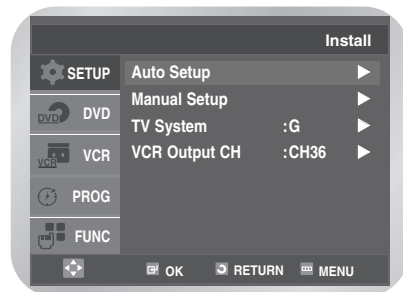 Install
SETUP
Auto Setup
DVD DVD
Manual Setup
TV System :G
VCR VCR
VCR Output CH :CH36
PROG
FUNC
OK RETURN MENU